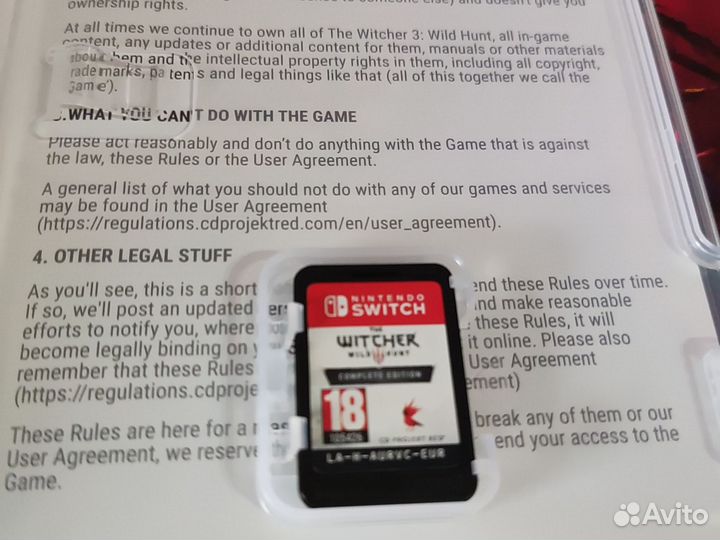 ownership rights.
At all times we continue to own all of The Witcher 3: Wild Hunt, all in-game
content, any updates or additional content for them, manuals or other materials
about them and the intellectual property rights in them, including all copyright,
trademarks, patents and legal things like that (all of this together we call the
Game').
3.WHAT YOU CAN'T DO WITH THE GAME
Please act reasonably and don't do anything with the Game that is against
the law, these Rules or the User Agreement.
A general list of what you should not do with any of our games and services
may be found in the User Agreement
(https://regulations.cdprojektred.com/en/user_agreement).
4. OTHER LEGAL STUFF
As you'll see, this is a short end these Rules over time.
If so, we'll post an updated vers and make reasonable
efforts to notify you, where these Rules, it will
become legally binding on y it online. Please also
remember that these Rules User Agreement
(https://regulations.cdproje ement)
These Rules are here for a reas break any of them or our
User Agreement, we reserve end your access to the
Game.
NINTENDO
SWITCH
THE
WITCHER
WILD HUNT
COMPLETE EDITION
18
CD PROJEKT RED
LA-H-AURVC-EUR
Avito